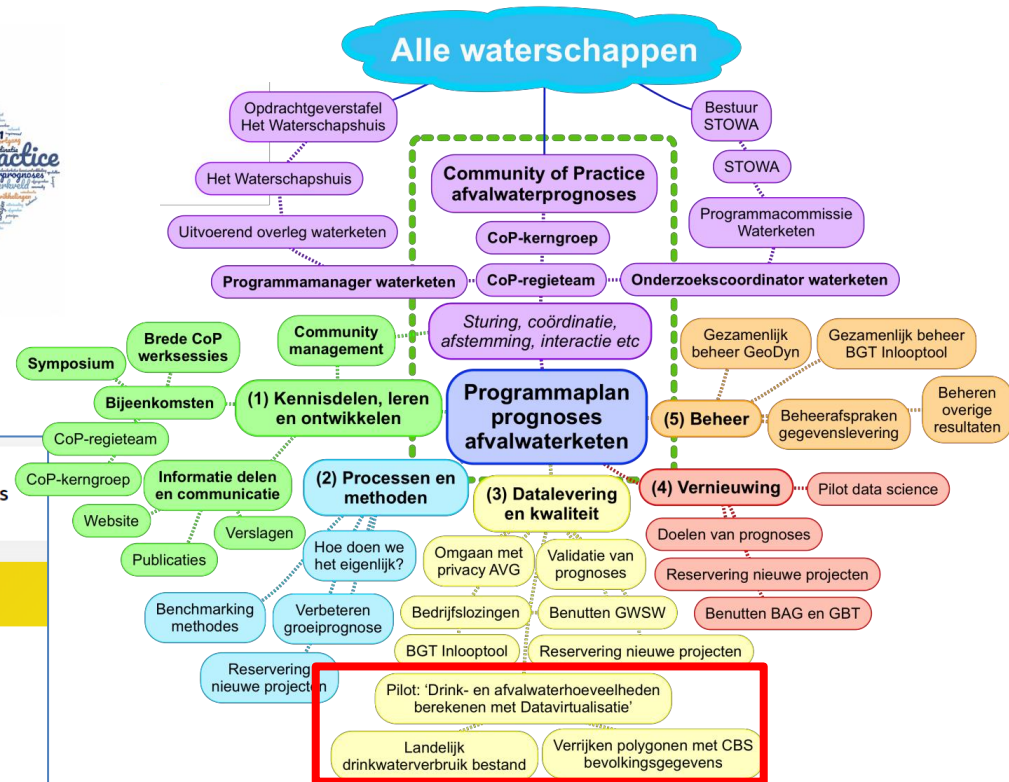 Alle waterschappen
Opdrachtgeverstafel
Het Waterschapshuis
Bestuur
STOWA
actice
prognoses
Het Waterschapshuis
Community of Practice
afvalwaterprognoses
STOWA
Uitvoerend overleg waterketen
CoP-kerngroep
Programmacommissie
Waterketen
Programmamanager waterketen
CoP-regieteam
Onderzoekscoordinator waterketen
Community
management
Sturing, coördinatie,
afstemming, interactie etc
Gezamenlijk
beheer GeoDyn
Gezamenlijk beheer
BGT Inlooptool
Brede CoP
werksessies
Symposium
Bijeenkomsten
(1) Kennisdelen, leren
en ontwikkelen
Programmaplan
prognoses
afvalwaterketen
(5) Beheer
Beheerafspraken
gegevenslevering
Beheren
overige
resultaten
CoP-regieteam
CoP-kerngroep
Informatie delen
en communicatie
(2) Processen en
methoden
(3) Datalevering
en kwaliteit
(4) Vernieuwing
Pilot data science
s
Website
Verslagen
Publicaties
Hoe doen we
het eigenlijk?
Omgaan met
privacy AVG
Validatie van
prognoses
Doelen van prognoses
Reservering nieuwe projecten
Benchmarking
methodes
Verbeteren
groeiprognose
Bedrijfslozingen
Benutten GWSW
Benutten BAG en GBT
BGT Inlooptool
Reservering nieuwe projecten
Reservering
nieuwe projecten
Pilot: ‘Drink- en afvalwaterhoeveelheden
berekenen met Datavirtualisatie’
Landelijk
drinkwaterverbruik bestand
Verrijken polygonen met CBS
bevolkingsgegevens